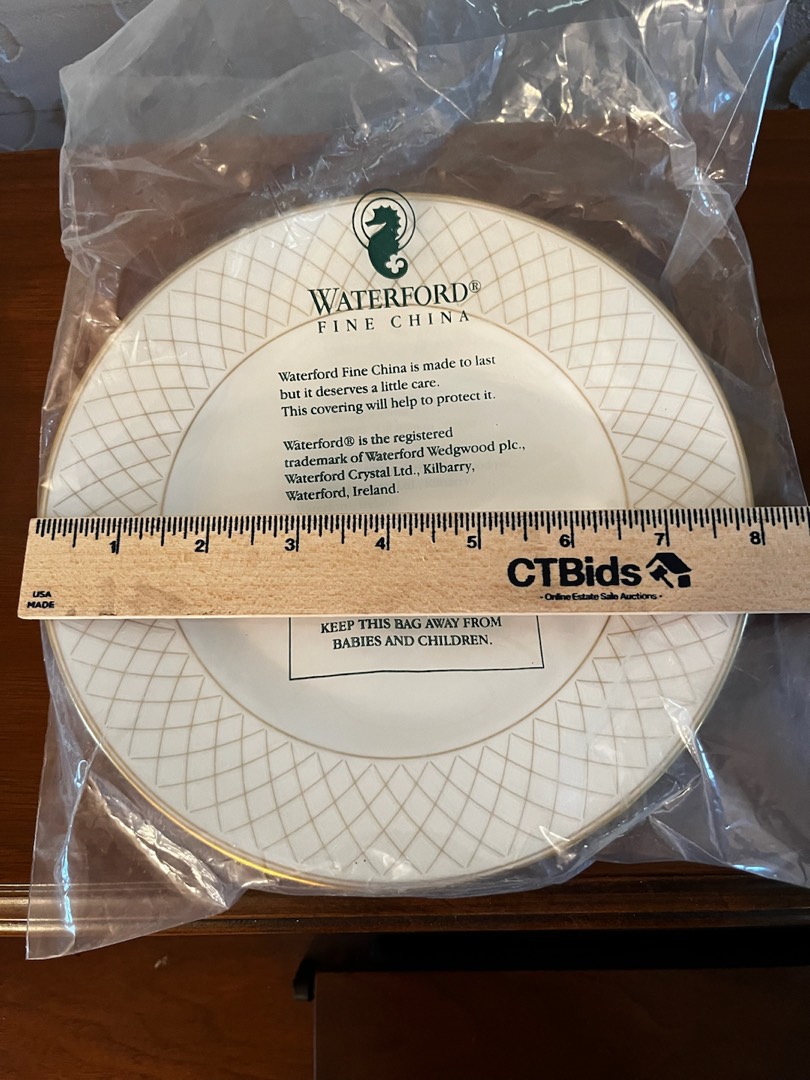 WATERFORD®
FINE CHINA
Waterford Fine China is made to last
but it deserves a little care.
This covering will help to protect it.
Waterford® is the registered
trademark of Waterford Wedgwood plc.,
Waterford Crystal Ltd., Kilbarry,
Waterford, Ireland.
1 2 3 4 5 6 7 8
CTBids
- Online Estate Sale Auctions -
USA
MADE
KEEP THIS BAG AWAY FROM
BABIES AND CHILDREN.